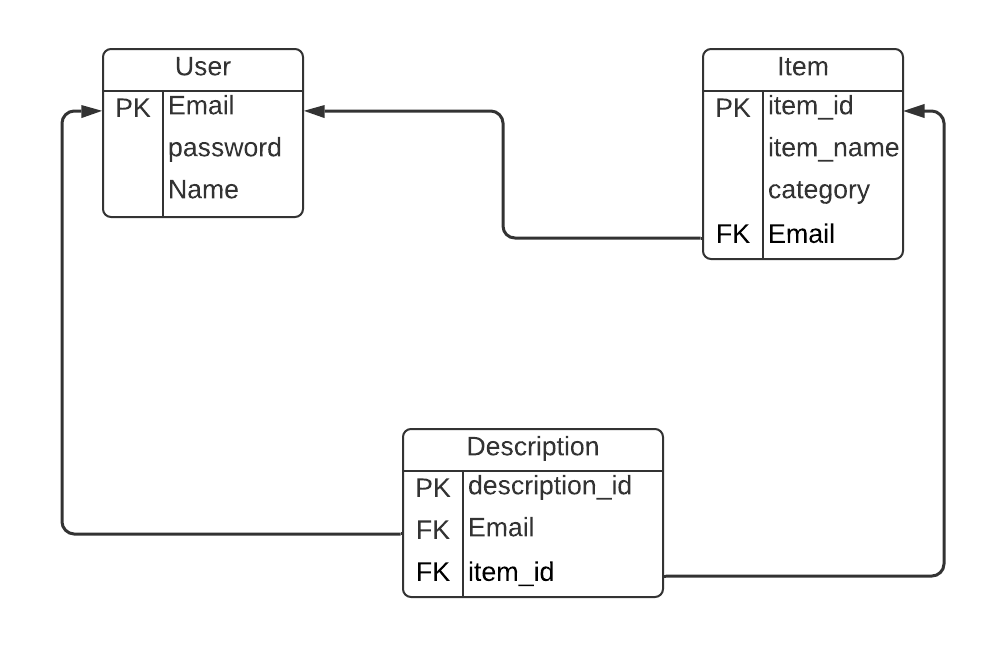 User
PK Email
password
Name
Item
PK item_id
item_name
category
FK Email
Description
PK description_id
FK Email
FK item_id